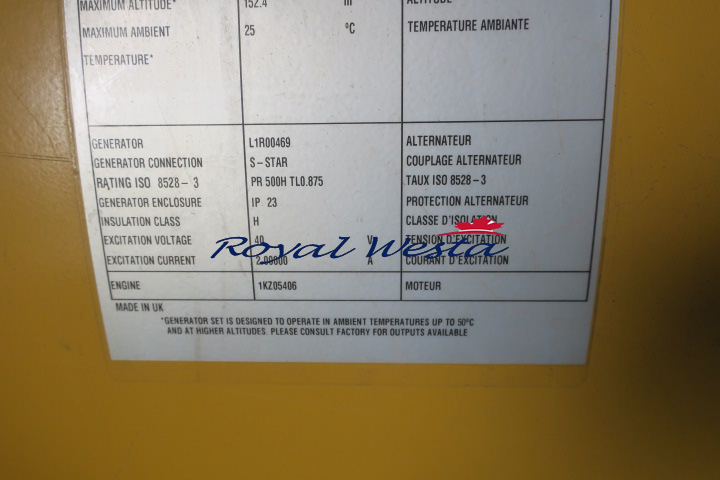 MAXIMUM ALTITUDE* 152.4 m ALTITUDE
MAXIMUM AMBIENT 25 °C TEMPERATURE AMBIANTE
TEMPERATURE*
GENERATOR L1R00469 ALTERNATEUR
GENERATOR CONNECTION S-STAR COUPLAGE ALTERNATEUR
RATING ISO 8528-3 PR 500H TL0.875 TAUX ISO 8528-3
GENERATOR ENCLOSURE IP 23 PROTECTION ALTERNATEUR
INSULATION CLASS H CLASSE D'ISOLATION
EXCITATION VOLTAGE 40 V TENSION D'EXCITATION
Royal Westa
EXCITATION CURRENT 2.00000 A COURANT D'EXCITATION
ENGINE 1KZ05406 MOTEUR
MADE IN UK
*GENERATOR SET IS DESIGNED TO OPERATE IN AMBIENT TEMPERATURES UP TO 50°C
AND AT HIGHER ALTITUDES. PLEASE CONSULT FACTORY FOR OUTPUTS AVAILABLE